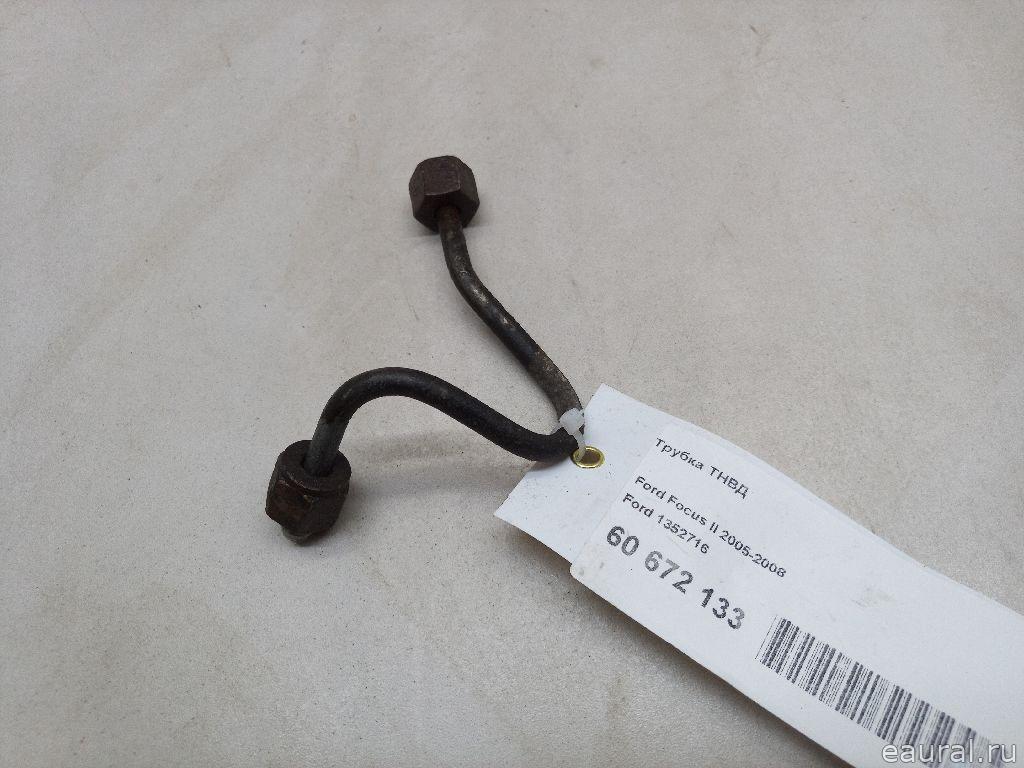 Трубка ТНВД
Ford Focus II 2005-2008
Ford 1352716
60 672 133
eaural.ru